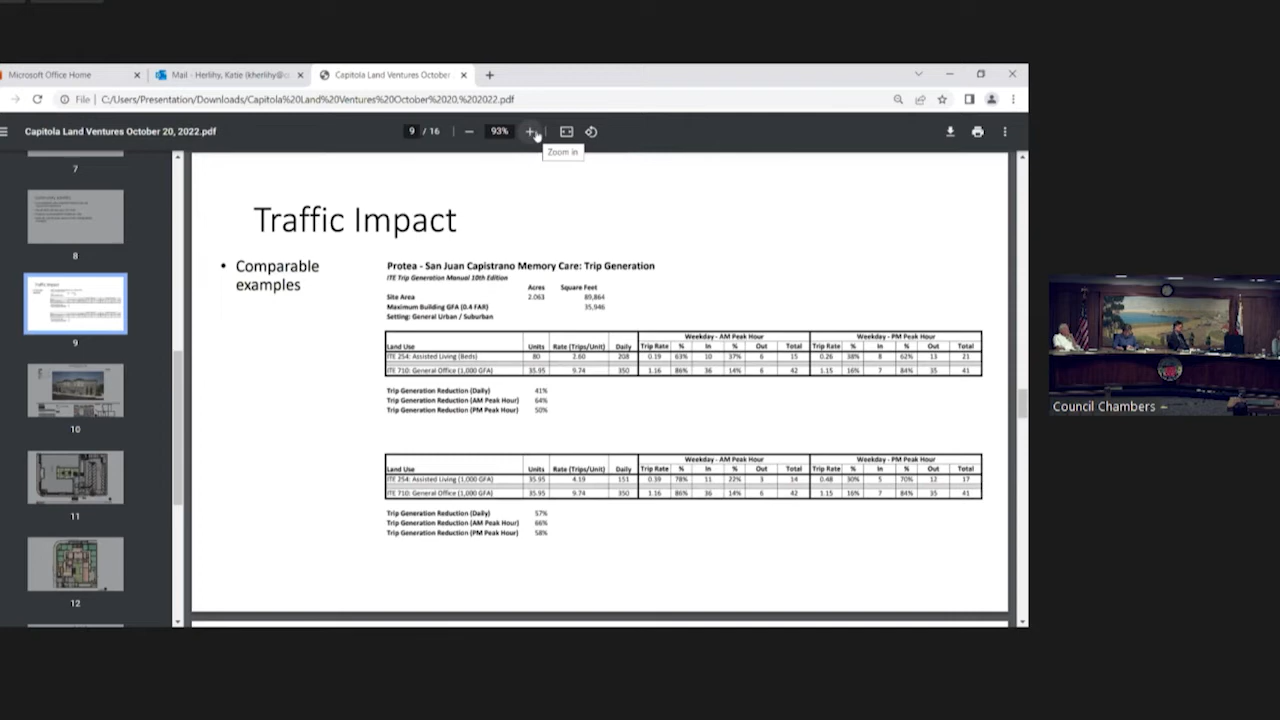 Microsoft Office Home
Mail - Herlihy, Katie (kherlihy@c
Capitola Land Ventures October
File | C:/Users/Presentation/Downloads/Capitola%20Land%20Ventures%20October%2020,%202022.pdf
Capitola Land Ventures October 20, 2022.pdf
9 / 16
93%
Zoom in
7
8
9
10
11
12
Traffic Impact
• Comparable
examples
Protea - San Juan Capistrano Memory Care: Trip Generation
ITE Trip Generation Manual 10th Edition
Acres Square Feet
Site Area 2.063 89,864
Maximum Building GFA (0.4 FAR) 35,946
Setting: General Urban / Suburban
Weekday - AM Peak Hour Weekday - PM Peak Hour
Land Use Units Rate (Trips/Unit) Daily Trip Rate % In % Out Total Trip Rate % In % Out Total
ITE 254: Assisted Living (Beds) 80 2.60 208 0.19 63% 10 37% 6 15 0.26 38% 8 62% 13 21
ITE 710: General Office (1,000 GFA) 35.95 9.74 350 1.16 86% 36 14% 6 42 1.15 16% 7 84% 35 41
Trip Generation Reduction (Daily) 41%
Trip Generation Reduction (AM Peak Hour) 64%
Trip Generation Reduction (PM Peak Hour) 50%
Weekday - AM Peak Hour Weekday - PM Peak Hour
Land Use Units Rate (Trips/Unit) Daily Trip Rate % In % Out Total Trip Rate % In % Out Total
ITE 254: Assisted Living (1,000 GFA) 35.95 4.19 151 0.39 78% 11 22% 3 14 0.48 30% 5 70% 12 17
ITE 710: General Office (1,000 GFA) 35.95 9.74 350 1.16 86% 36 14% 6 42 1.15 16% 7 84% 35 41
Trip Generation Reduction (Daily) 57%
Trip Generation Reduction (AM Peak Hour) 66%
Trip Generation Reduction (PM Peak Hour) 58%
Council Chambers